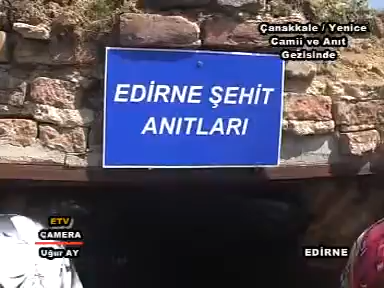 Çanakkale / Yenice
Camii ve Anıt
Gezisinde
EDİRNE ŞEHİT
ANITLARI
ETV
CAMERA
Uğur AY
EDİRNE